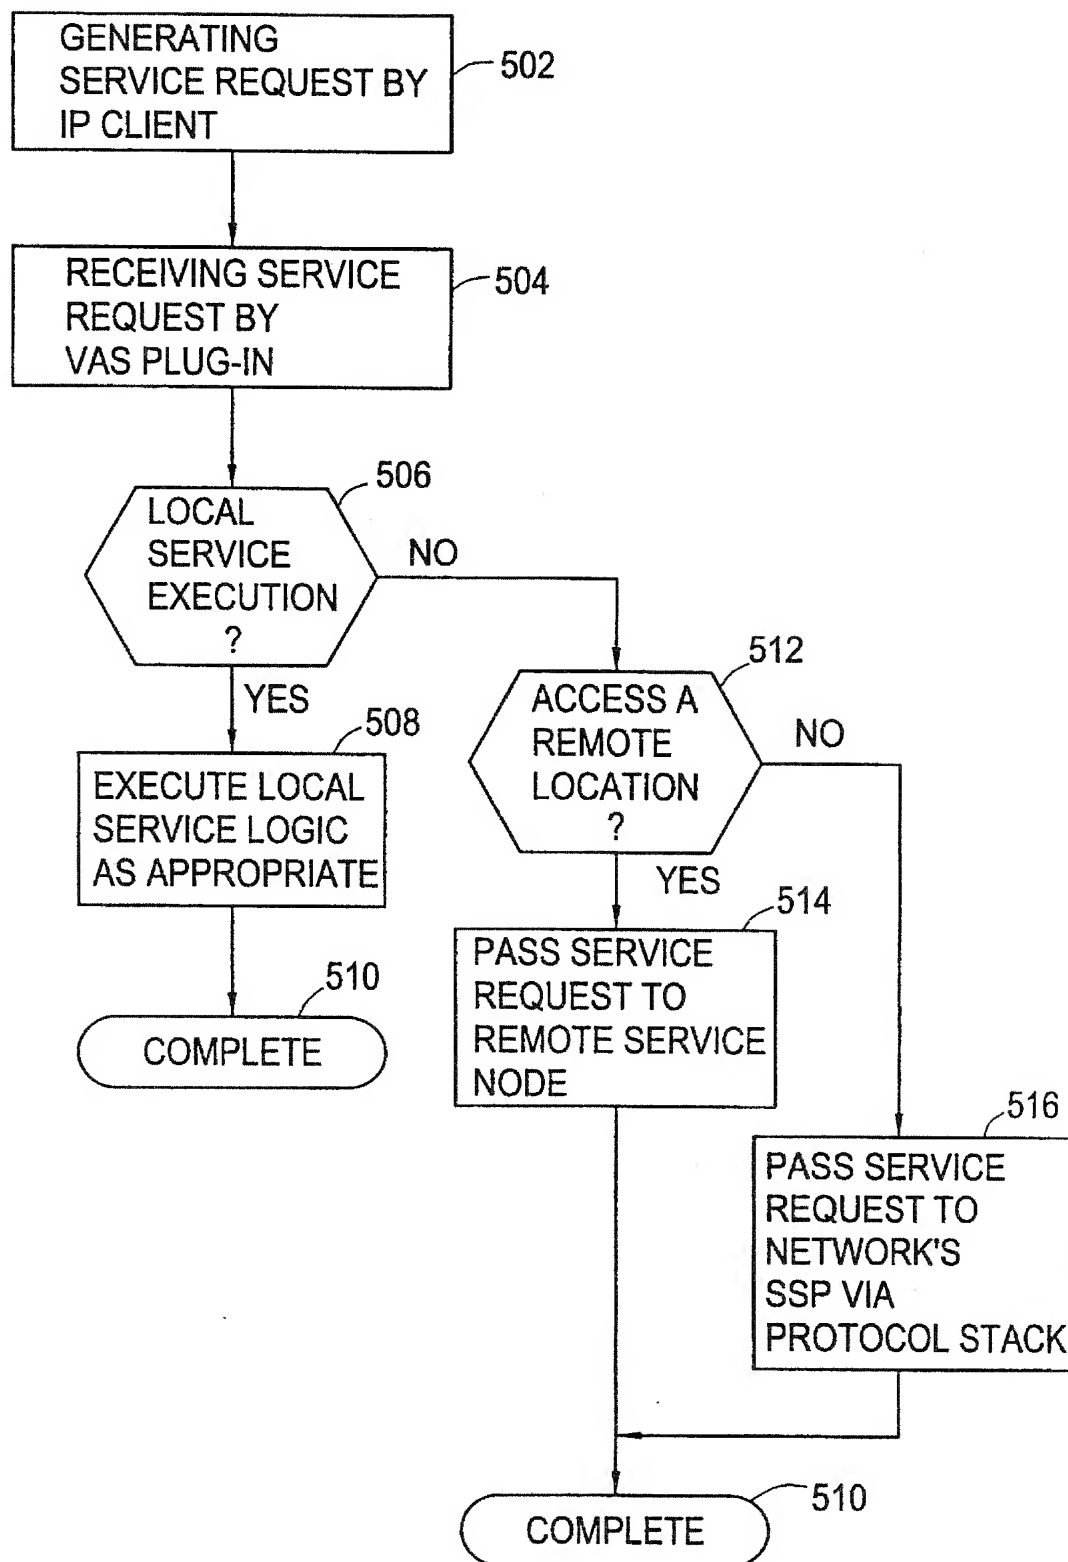 GENERATING
SERVICE REQUEST BY
IP CLIENT
502
RECEIVING SERVICE
REQUEST BY
VAS PLUG-IN
504
506
LOCAL
SERVICE
EXECUTION
?
NO
YES
508
EXECUTE LOCAL
SERVICE LOGIC
AS APPROPRIATE
510
COMPLETE
512
ACCESS A
REMOTE
LOCATION
?
NO
YES
514
PASS SERVICE
REQUEST TO
REMOTE SERVICE
NODE
516
PASS SERVICE
REQUEST TO
NETWORK'S
SSP VIA
PROTOCOL STACK
510
COMPLETE